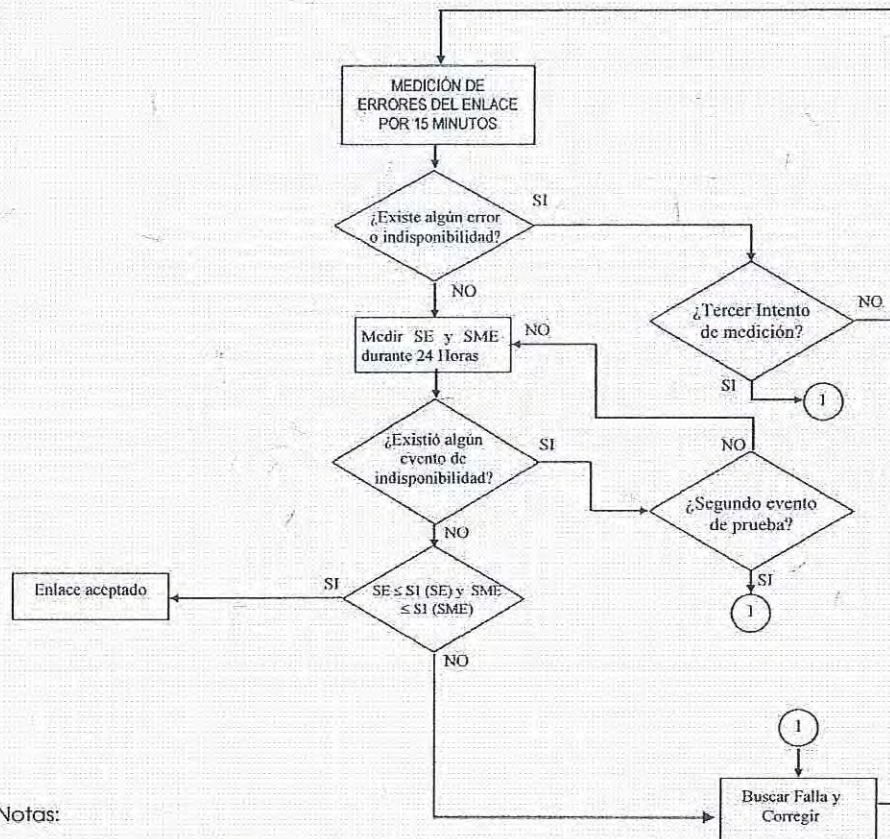 MEDICIÓN DE
ERRORES DEL ENLACE
POR 15 MINUTOS
¿Existe algún error
o indisponibilidad?
SI
NO
¿Tercer Intento
de medición?
NO
SI
1
Medir SE y SME
durante 24 Horas
NO
¿Existió algún
evento de
indisponibilidad?
SI
NO
NO
¿Segundo evento
de prueba?
SI
1
SE ≤ S1 (SE) y SME
≤ S1 (SME)
SI
Enlace aceptado
NO
1
Buscar Falla y
Corregir
Notas: